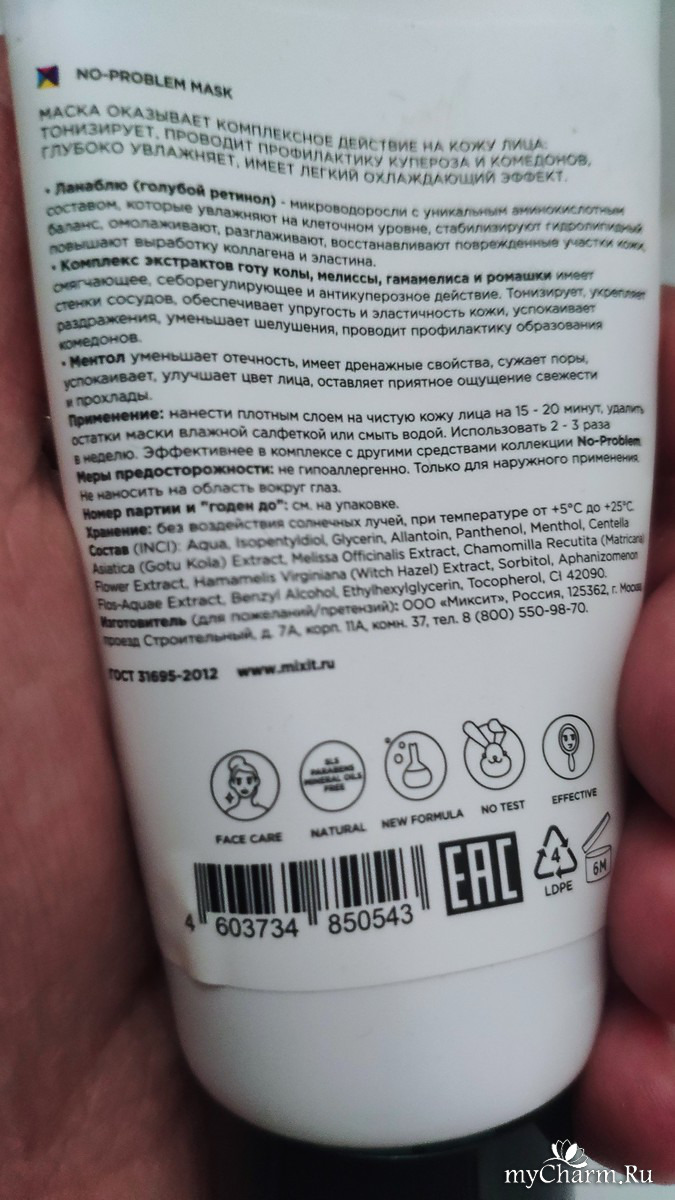 NO-PROBLEM MASK
МАСКА ОКАЗЫВАЕТ КОМПЛЕКСНОЕ ДЕЙСТВИЕ НА КОЖУ ЛИЦА:
ТОНИЗИРУЕТ, ПРОВОДИТ ПРОФИЛАКТИКУ КУПЕРОЗА И КОМЕДОНОВ,
ГЛУБОКО УВЛАЖНЯЕТ, ИМЕЕТ ЛЕГКИЙ ОХЛАЖДАЮЩИЙ ЭФФЕКТ.
• Ланаблю (голубой ретинол) - микроводоросли с уникальным аминокислотным
составом, которые увлажняют на клеточном уровне, стабилизируют гидролипидный
баланс, омолаживают, разглаживают, восстанавливают поврежденные участки кожи,
повышают выработку коллагена и эластина.
• Комплекс экстрактов готу колы, мелиссы, гамамелиса и ромашки имеет
смягчающее, себорегулирующее и антикуперозное действие. Тонизирует, укрепляет
стенки сосудов, обеспечивает упругость и эластичность кожи, успокаивает
раздражения, уменьшает шелушения, проводит профилактику образования
комедонов.
• Ментол уменьшает отечность, имеет дренажные свойства, сужает поры,
успокаивает, улучшает цвет лица, оставляет приятное ощущение свежести
и прохлады.
Применение: нанести плотным слоем на чистую кожу лица на 15 - 20 минут, удалить
остатки маски влажной салфеткой или смыть водой. Использовать 2 - 3 раза
в неделю. Эффективнее в комплексе с другими средствами коллекции No-Problem.
Меры предосторожности: не гипоаллергенно. Только для наружного применения.
Не наносить на область вокруг глаз.
Номер партии и "годен до": см. на упаковке.
Хранение: без воздействия солнечных лучей, при температуре от +5°C до +25°C.
Состав (INCI): Aqua, Isopentyldiol, Glycerin, Allantoin, Panthenol, Menthol, Centella
Asiatica (Gotu Kola) Extract, Melissa Officinalis Extract, Chamomilla Recutita (Matricaria)
Flower Extract, Hamamelis Virginiana (Witch Hazel) Extract, Sorbitol, Aphanizomenon
Flos-Aquae Extract, Benzyl Alcohol, Ethylhexylglycerin, Tocopherol, CI 42090.
Изготовитель (для пожеланий/претензий): ООО «Миксит», Россия, 125362, г. Москва
проезд Строительный, д. 7А, корп. 11А, комн. 37, тел. 8 (800) 550-98-70.
ГОСТ 31695-2012 www.mixit.ru
SLS
PARABENS
MINERAL OILS
FREE
FACE CARE NATURAL NEW FORMULA NO TEST EFFECTIVE
4 603734 850543
EAC
4
LDPE
6M
myCharm.Ru